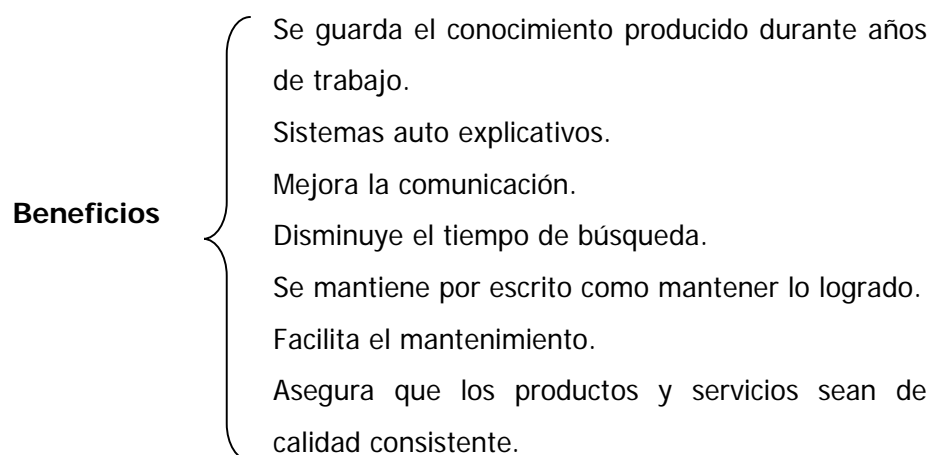 Se guarda el conocimiento producido durante años
de trabajo.
Sistemas auto explicativos.
Mejora la comunicación.
Beneficios
Disminuye el tiempo de búsqueda.
Se mantiene por escrito como mantener lo logrado.
Facilita el mantenimiento.
Asegura que los productos y servicios sean de
calidad consistente.